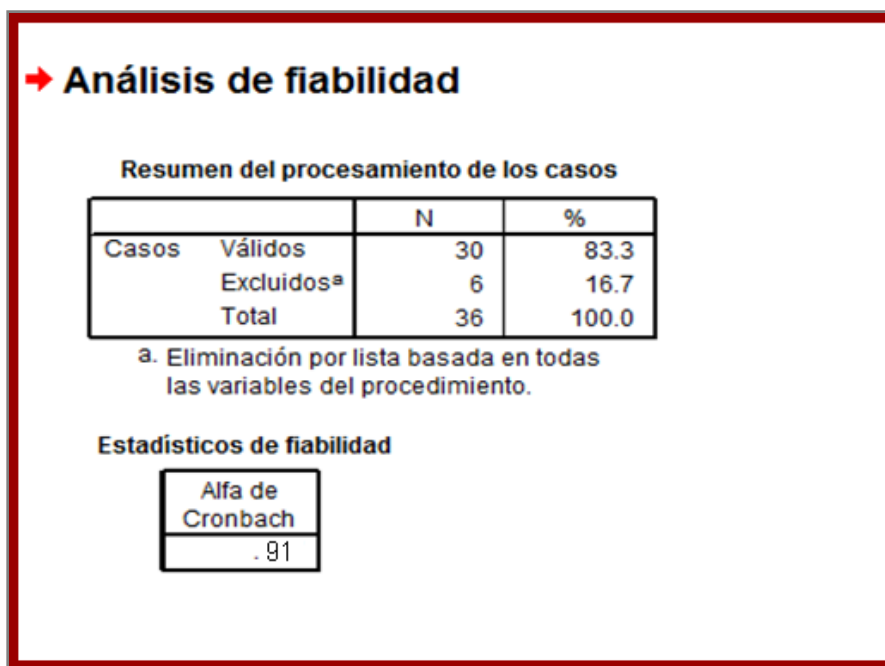 Análisis de fiabilidad
Resumen del procesamiento de los casos
N %
Casos Válidos 30 83.3
Excluidosª 6 16.7
Total 36 100.0
a. Eliminación por lista basada en todas
las variables del procedimiento.
Estadísticos de fiabilidad
Alfa de
Cronbach
.91